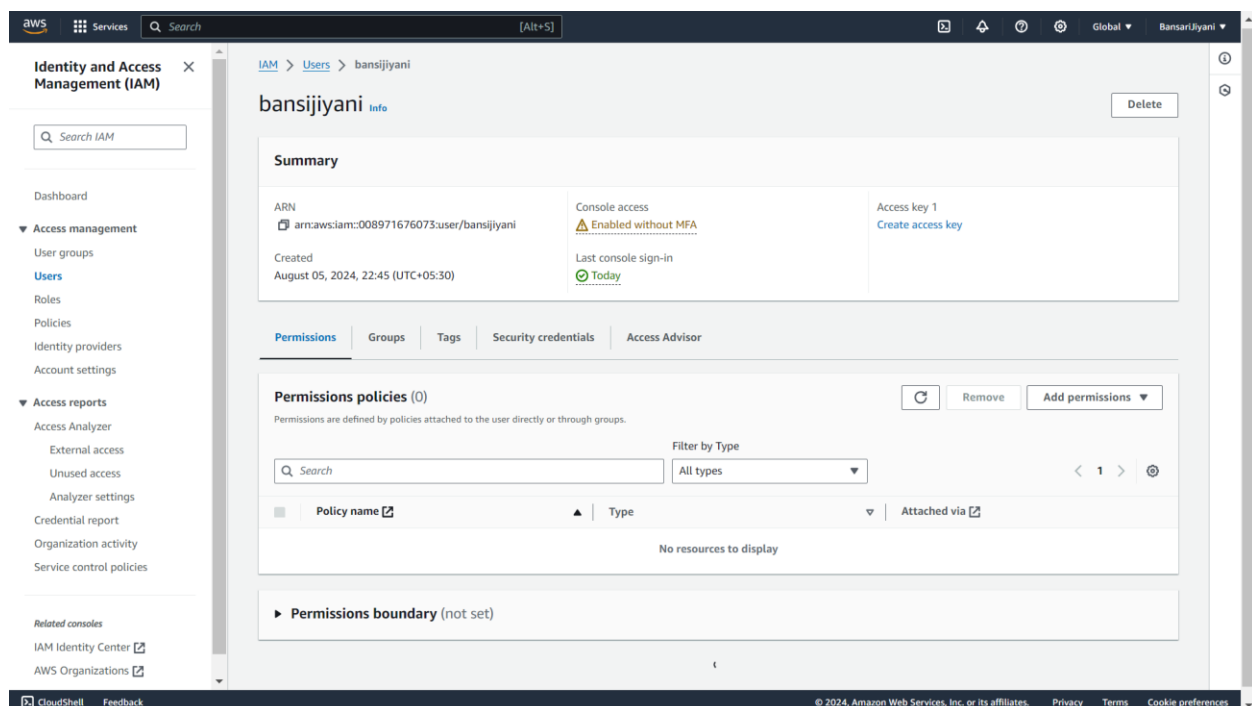 aws Services Search [Alt+S] Global ▼ BansariJiyani ▼
Identity and Access
Management (IAM)
Search IAM
Dashboard
Access management
User groups
Users
Roles
Policies
Identity providers
Account settings
Access reports
Access Analyzer
External access
Unused access
Analyzer settings
Credential report
Organization activity
Service control policies
Related consoles
IAM Identity Center
AWS Organizations
IAM > Users > bansijiyani
bansijiyani Info
Delete
Summary
ARN
arn:aws:iam::008971676073:user/bansijiyani
Created
August 05, 2024, 22:45 (UTC+05:30)
Console access
Enabled without MFA
Last console sign-in
Today
Access key 1
Create access key
Permissions Groups Tags Security credentials Access Advisor
Permissions policies (0)
Remove Add permissions ▼
Permissions are defined by policies attached to the user directly or through groups.
Filter by Type
Search All types < 1 >
Policy name Type Attached via
No resources to display
Permissions boundary (not set)
CloudShell Feedback © 2024, Amazon Web Services, Inc. or its affiliates. Privacy Terms Cookie preferences